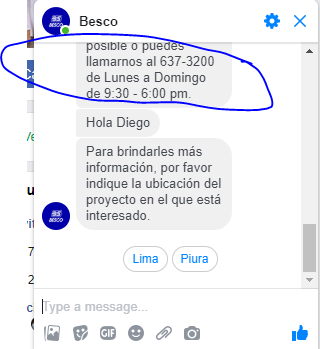 Besco
posible o puedes
llamarnos al 637-3200
de Lunes a Domingo
de 9:30 - 6:00 pm.
Hola Diego
Para brindarles más
información, por favor
indique la ubicación del
proyecto en el que está
interesado.
BESCO
Lima
Piura
Type a message...
GIF